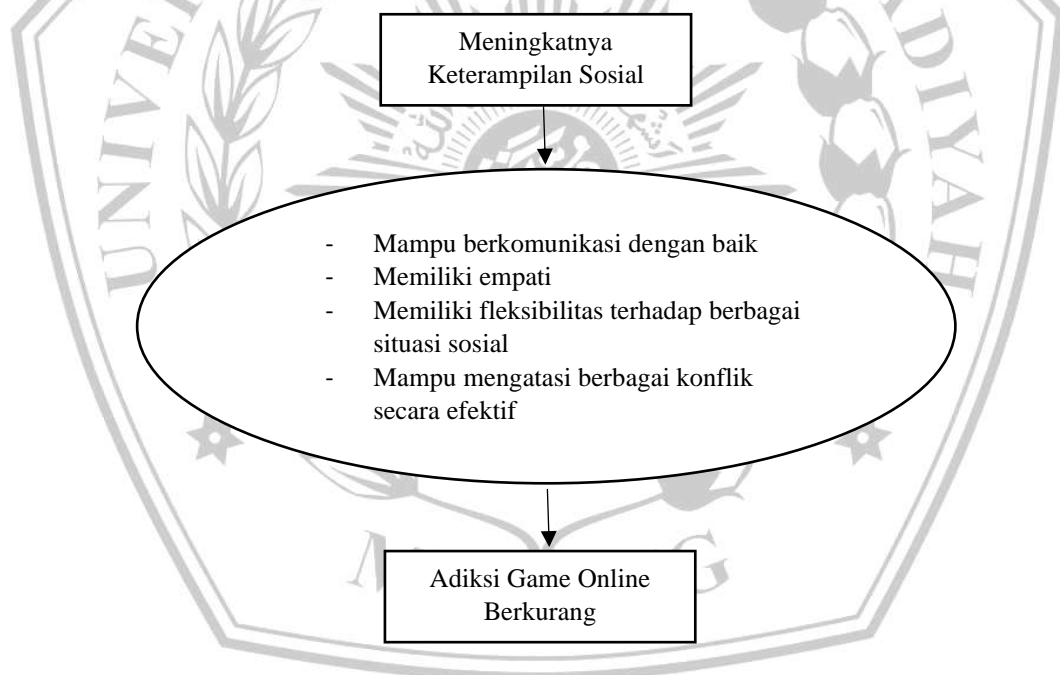 Meningkatnya
Keterampilan Sosial
- Mampu berkomunikasi dengan baik
- Memiliki empati
- Memiliki fleksibilitas terhadap berbagai
situasi sosial
- Mampu mengatasi berbagai konflik
secara efektif
Adiksi Game Online
Berkurang